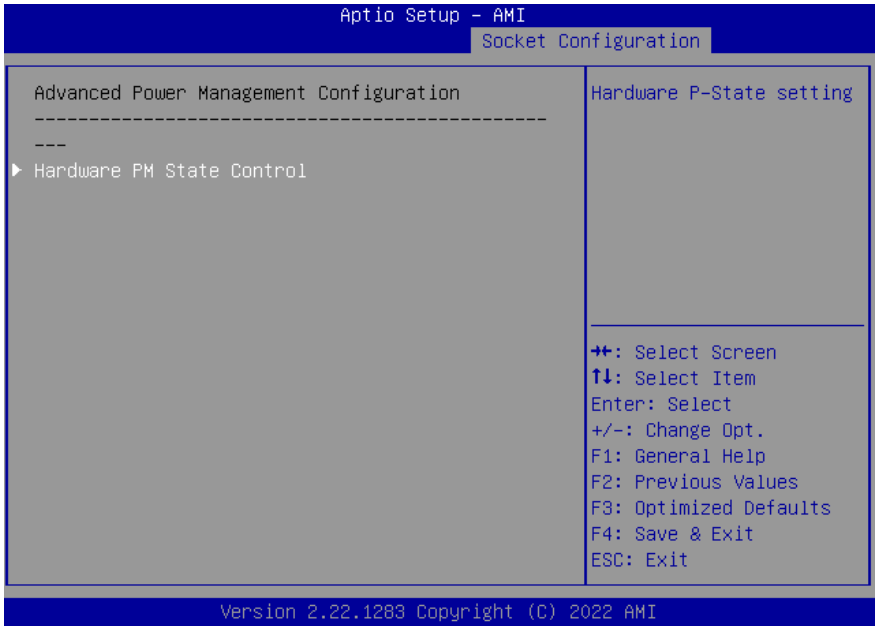 Aptio Setup – AMI
Socket Configuration
Advanced Power Management Configuration
-----------------------------------------------
---
▶ Hardware PM State Control
Hardware P-State setting
→←: Select Screen
↑↓: Select Item
Enter: Select
+/-: Change Opt.
F1: General Help
F2: Previous Values
F3: Optimized Defaults
F4: Save & Exit
ESC: Exit
Version 2.22.1283 Copyright (C) 2022 AMI